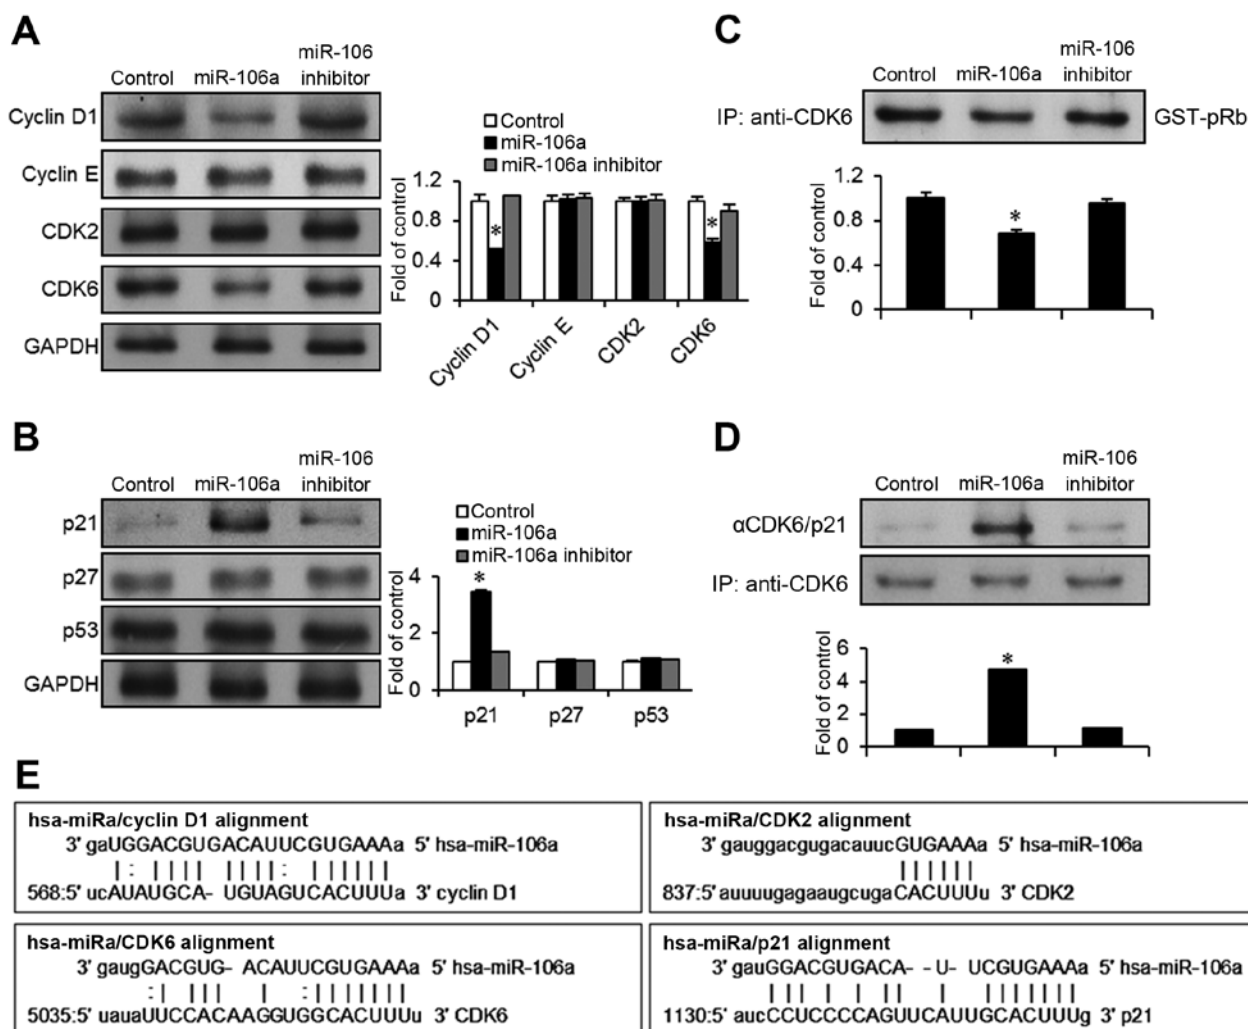 A
Control miR-106a miR-106 inhibitor
Cyclin D1
Cyclin E
CDK2
CDK6
GAPDH
Control
miR-106a
miR-106a inhibitor
Fold of control
1.2
0.8
0.4
0
*
*
Cyclin D1 Cyclin E CDK2 CDK6
C
Control miR-106a miR-106 inhibitor
IP: anti-CDK6 GST-pRb
Fold of control
1.2
0.8
0.4
0
*
B
Control miR-106a miR-106 inhibitor
p21
p27
p53
GAPDH
Control
miR-106a
miR-106a inhibitor
Fold of control
4
2
0
*
p21 p27 p53
D
Control miR-106a miR-106 inhibitor
αCDK6/p21
IP: anti-CDK6
Fold of control
6
4
2
0
*
E
hsa-miRa/cyclin D1 alignment
3' gaUGGACGUGACAUUCGUGAAAa 5' hsa-miR-106a
568:5' ucAUAUGCA- UGUAGUCACUUUa 3' cyclin D1
hsa-miRa/CDK2 alignment
3' gauggacgugacauucGUGAAAa 5' hsa-miR-106a
837:5' auuuugagaaugcugaCACUUUu 3' CDK2
hsa-miRa/CDK6 alignment
3' gaugGACGUG- ACAUUCGUGAAAa 5' hsa-miR-106a
5035:5' uauaUUCCACAAGGUGGCACUUUu 3' CDK6
hsa-miRa/p21 alignment
3' gauGGACGUGACA- -U- UCGUGAAAa 5' hsa-miR-106a
1130:5' aucCCUCCCCAGUUCAUUGCACUUUg 3' p21